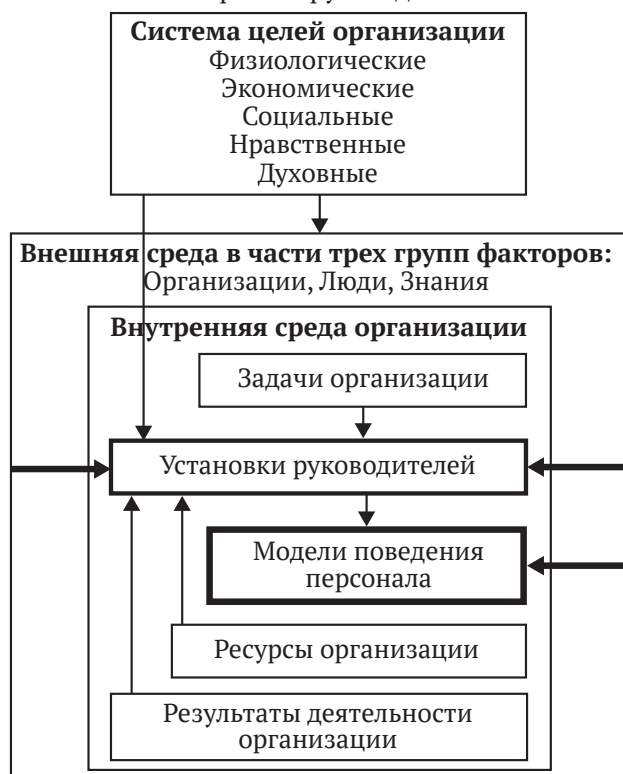 Система целей организации
Физиологические
Экономические
Социальные
Нравственные
Духовные
Внешняя среда в части трех групп факторов:
Организации, Люди, Знания
Внутренняя среда организации
Задачи организации
Установки руководителей
Модели поведения
персонала
Ресурсы организации
Результаты деятельности
организации